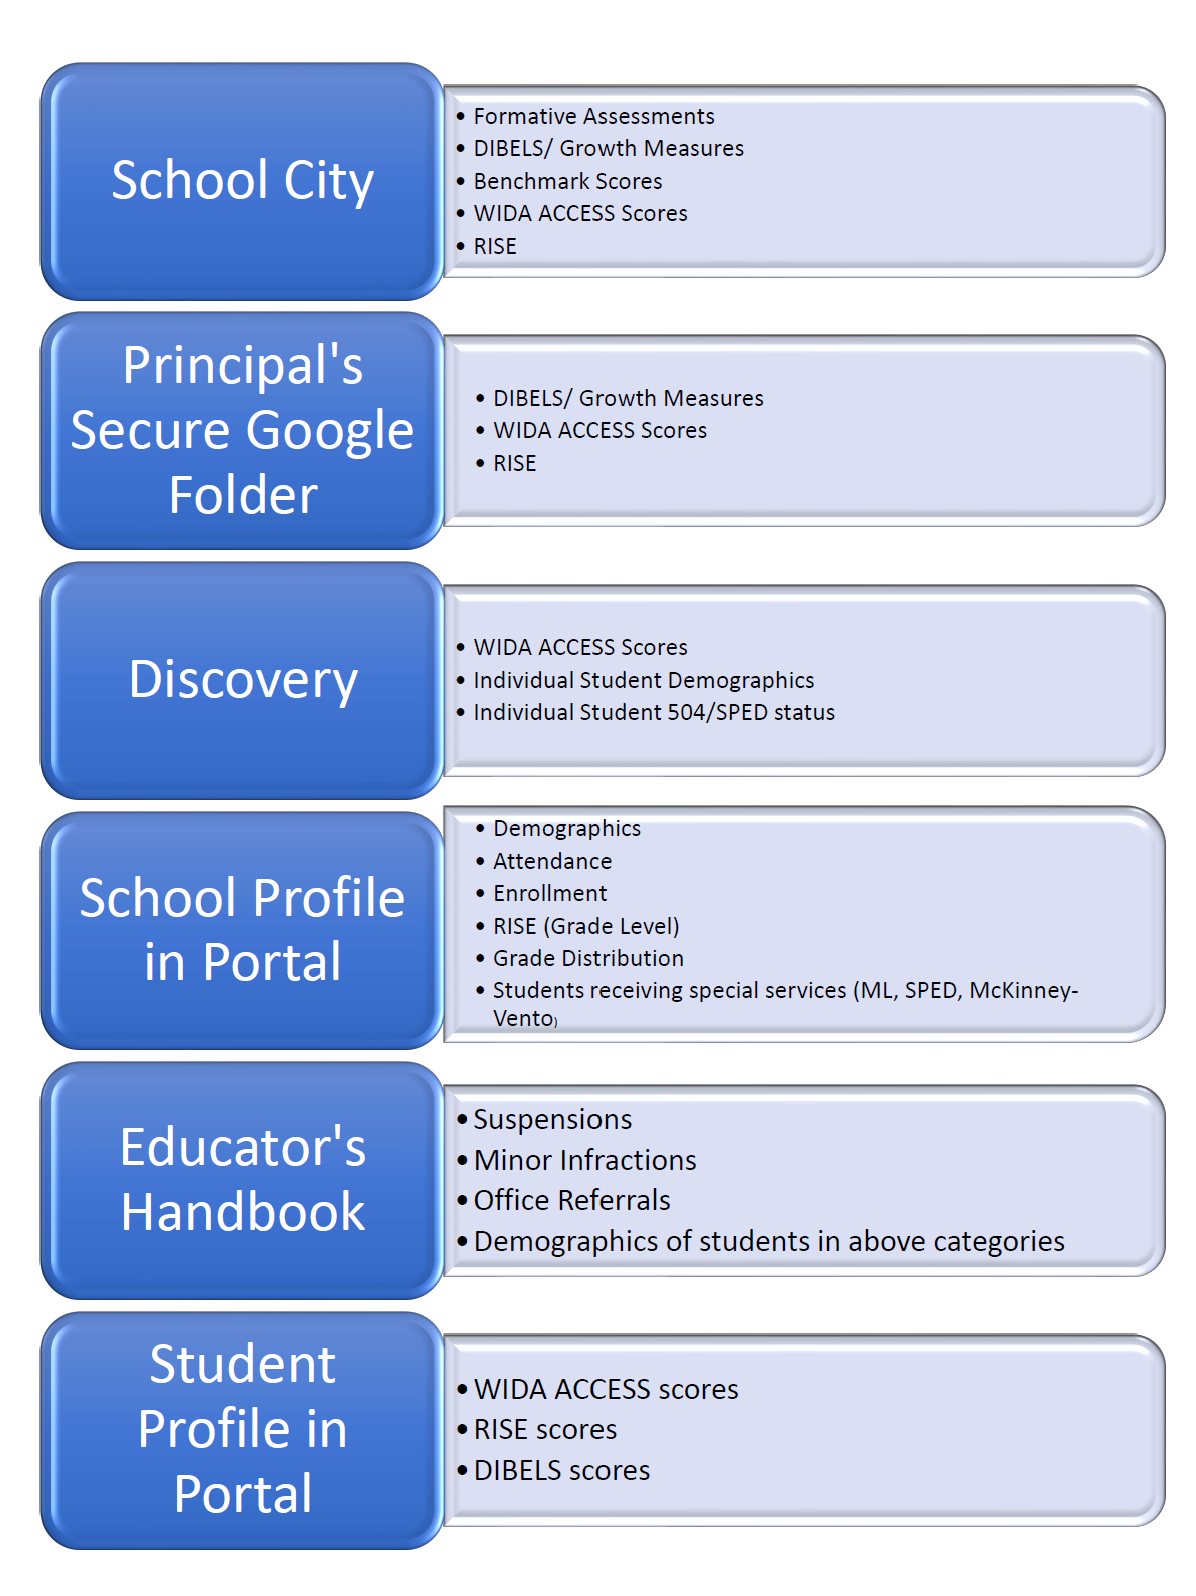 School City
• Formative Assessments
• DIBELS/ Growth Measures
• Benchmark Scores
• WIDA ACCESS Scores
• RISE
Principal's
Secure Google
Folder
• DIBELS/ Growth Measures
• WIDA ACCESS Scores
• RISE
Discovery
• WIDA ACCESS Scores
• Individual Student Demographics
• Individual Student 504/SPED status
School Profile
in Portal
• Demographics
• Attendance
• Enrollment
• RISE (Grade Level)
• Grade Distribution
• Students receiving special services (ML, SPED, McKinney-
Vento)
Educator's
Handbook
• Suspensions
• Minor Infractions
• Office Referrals
• Demographics of students in above categories
Student
Profile in
Portal
• WIDA ACCESS scores
• RISE scores
• DIBELS scores